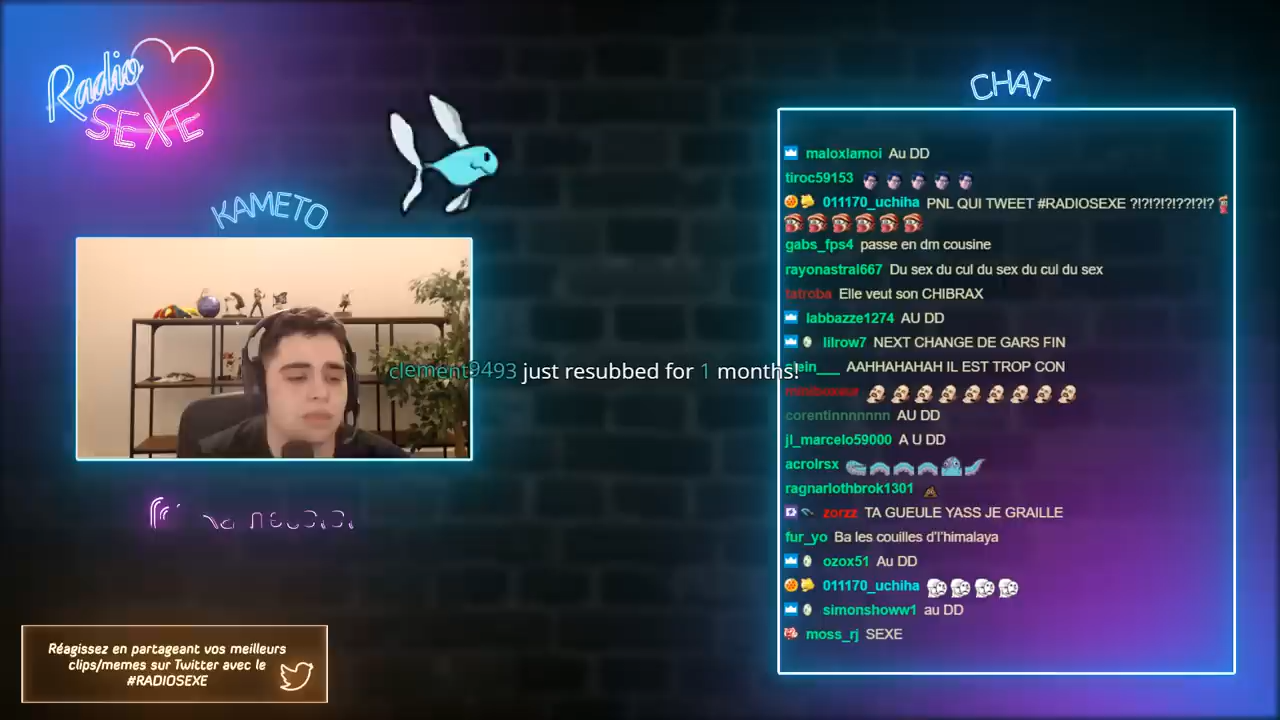 Radio
SEXE
KAMETO
clement9493 just resubbed for 1 months!
Réagissez en partageant vos meilleurs
clips/memes sur Twitter avec le
#RADIOSEXE
CHAT
maloxlamoi Au DD
tiroc59153
011170_uchiha PNL QUI TWEET #RADIOSEXE ?!?!?!?!??!?!?
gabs_fps4 passe en dm cousine
rayonastral667 Du sex du cul du sex du cul du sex
tatroba Elle veut son CHIBRAX
labbazze1274 AU DD
lilrow7 NEXT CHANGE DE GARS FIN
AAHHAHAHAH IL EST TROP CON
miniboxeur
corentinnnnnnn AU DD
jl_marcelo59000 A U DD
acrolrsx
ragnarlothbrok1301
zorzz TA GUEULE YASS JE GRAILLE
fur_yo Ba les couilles d'l'himalaya
ozox51 Au DD
011170_uchiha
simonshoww1 au DD
moss_rj SEXE